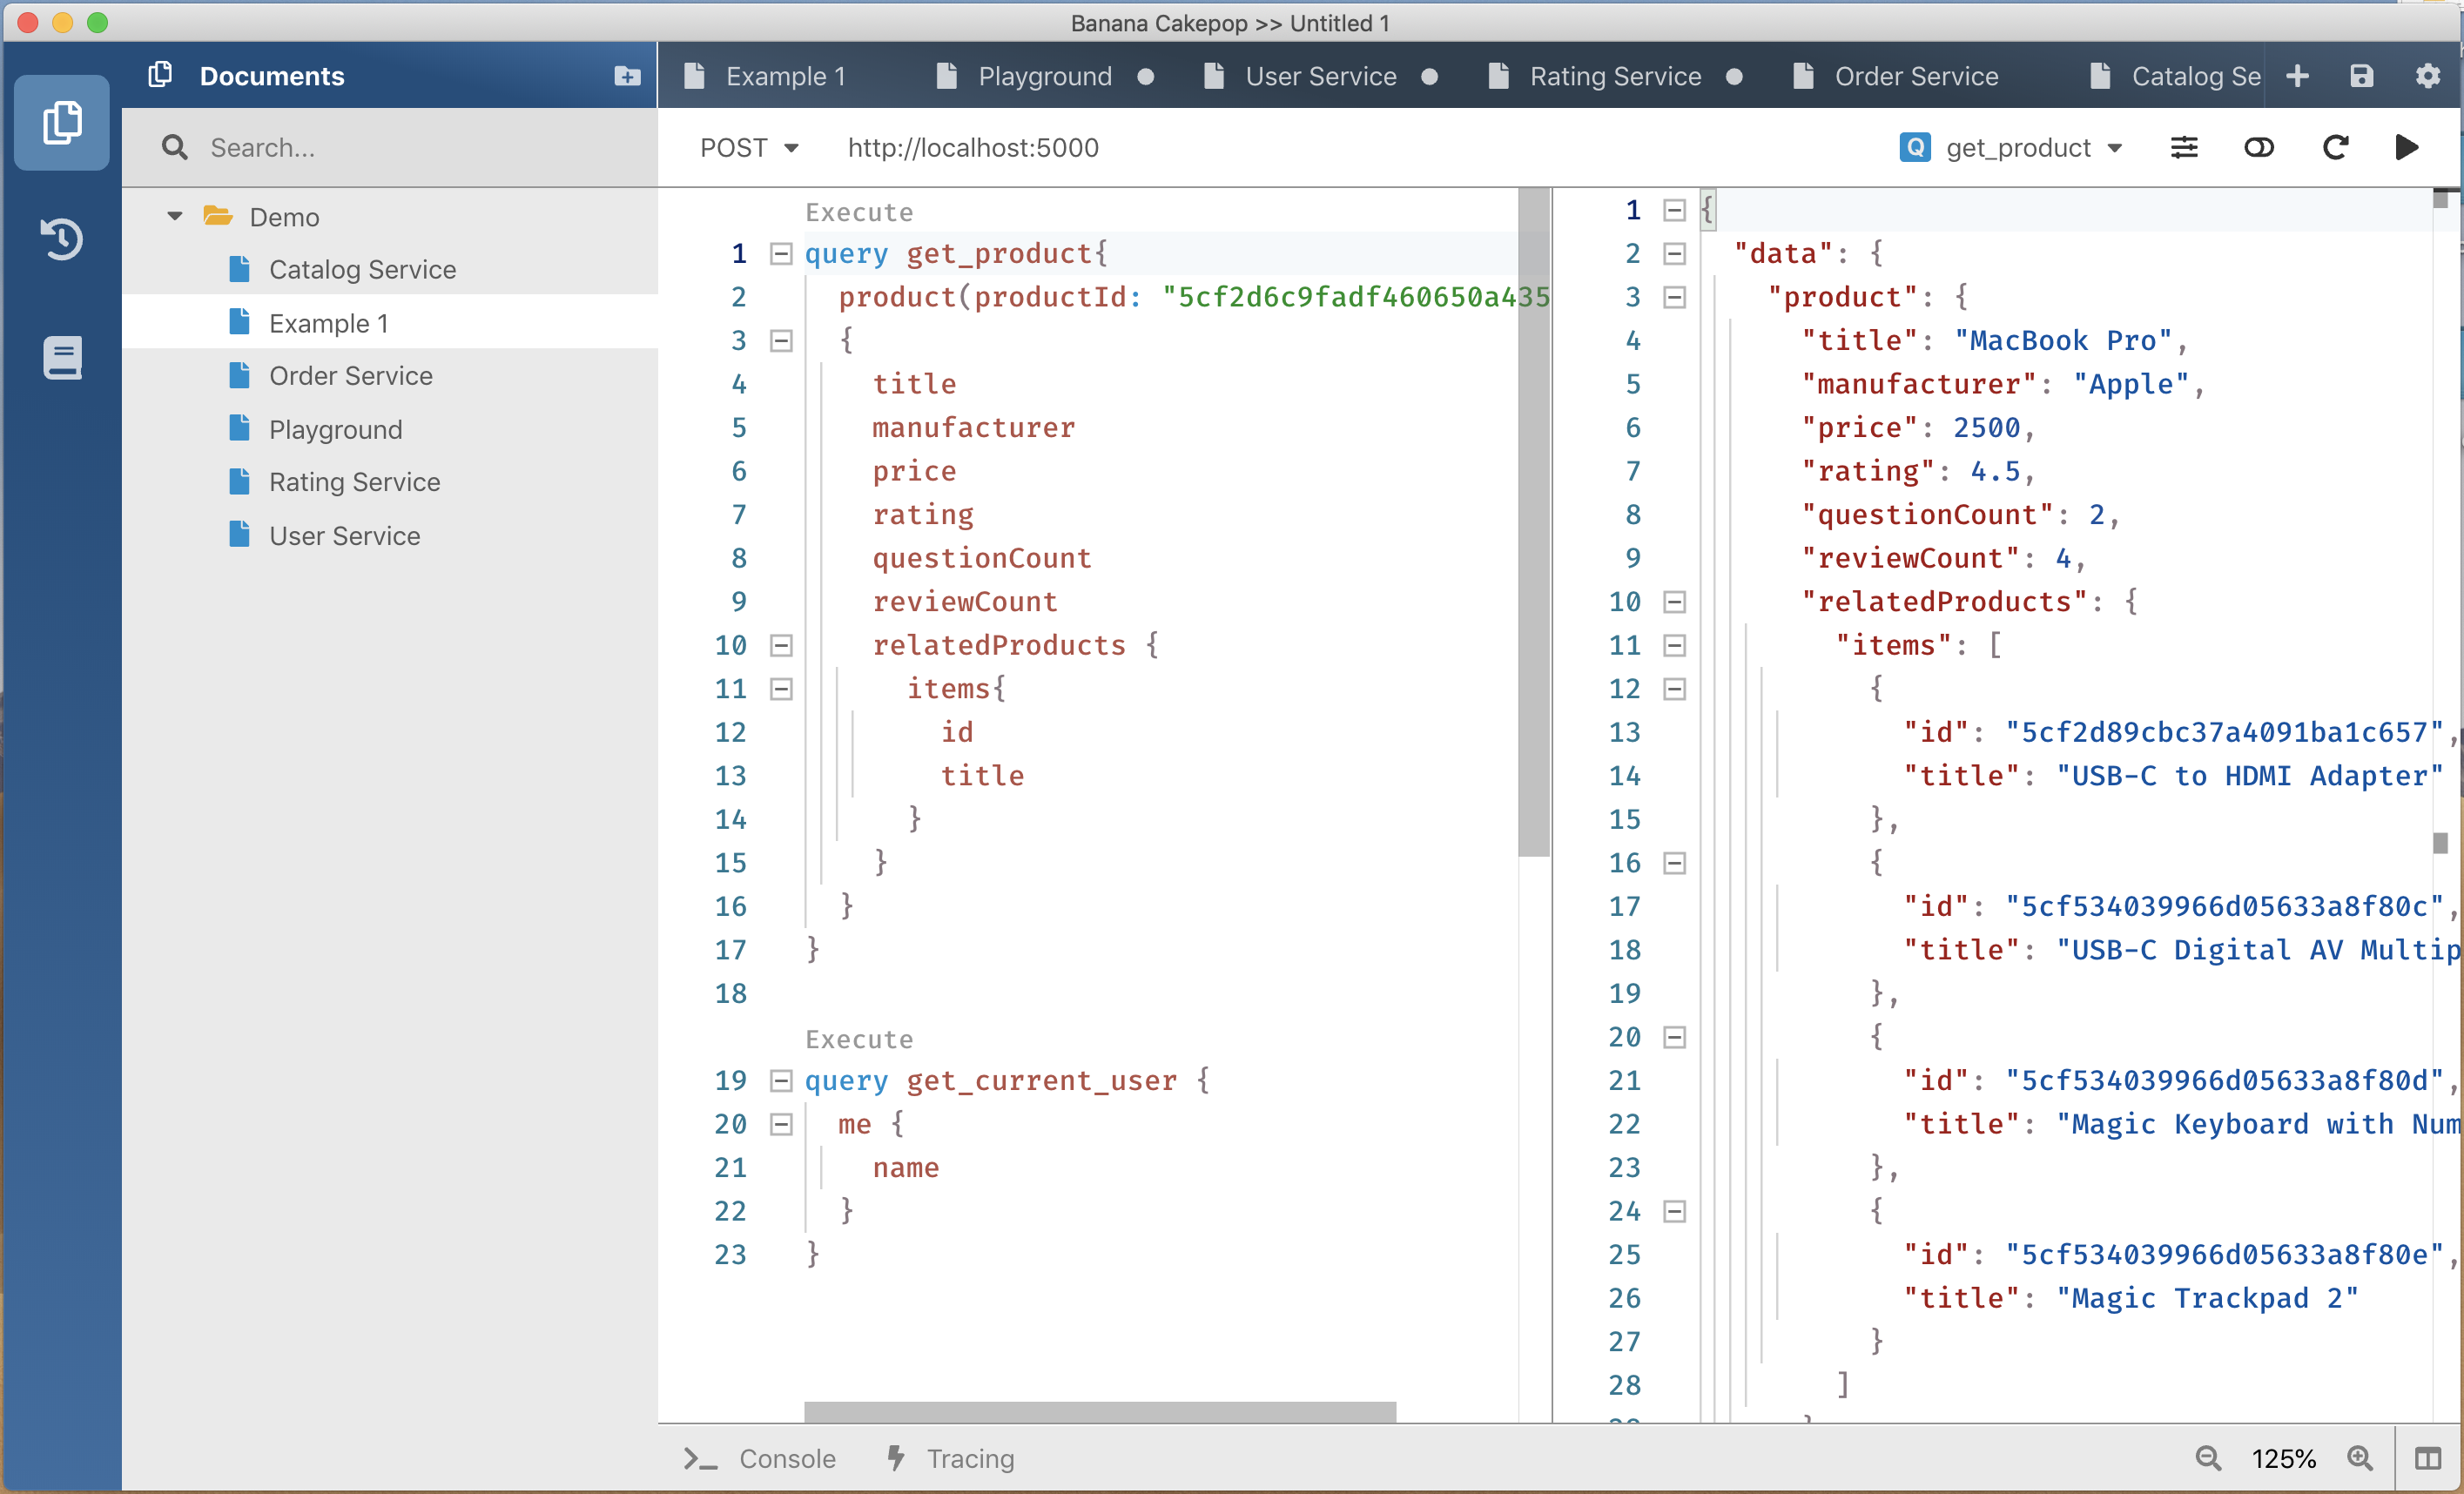 Banana Cakepop >> Untitled 1
Documents
Example 1
Playground
User Service
Rating Service
Order Service
Catalog Se
Search...
Demo
Catalog Service
Example 1
Order Service
Playground
Rating Service
User Service
POST
http://localhost:5000
Q get_product
Execute
1 query get_product{
2 product(productId: "5cf2d6c9fadf460650a435
3 {
4 title
5 manufacturer
6 price
7 rating
8 questionCount
9 reviewCount
10 relatedProducts {
11 items{
12 id
13 title
14 }
15 }
16 }
17 }
18
Execute
19 query get_current_user {
20 me {
21 name
22 }
23 }
1 {
2 "data": {
3 "product": {
4 "title": "MacBook Pro",
5 "manufacturer": "Apple",
6 "price": 2500,
7 "rating": 4.5,
8 "questionCount": 2,
9 "reviewCount": 4,
10 "relatedProducts": {
11 "items": [
12 {
13 "id": "5cf2d89cbc37a4091ba1c657",
14 "title": "USB-C to HDMI Adapter"
15 },
16 {
17 "id": "5cf534039966d05633a8f80c",
18 "title": "USB-C Digital AV Multip
19 },
20 {
21 "id": "5cf534039966d05633a8f80d",
22 "title": "Magic Keyboard with Num
23 },
24 {
25 "id": "5cf534039966d05633a8f80e",
26 "title": "Magic Trackpad 2"
27 }
28 ]
Console
Tracing
125%